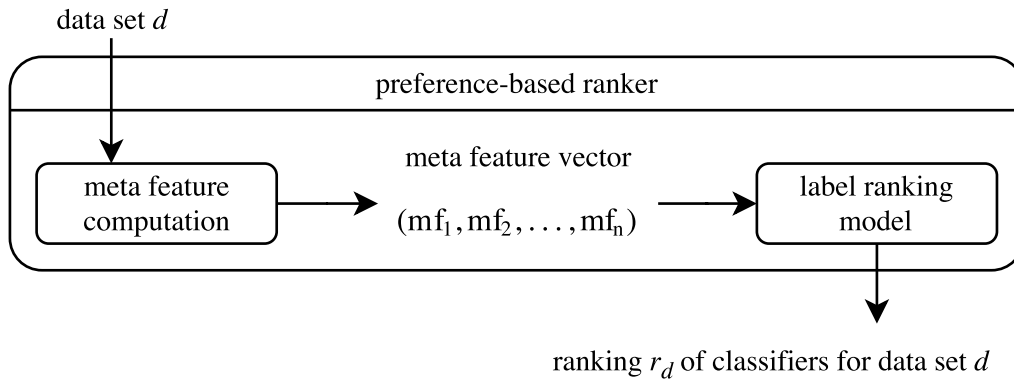 data set d
preference-based ranker
meta feature
computation
meta feature vector
(mf₁, mf₂, . . . , mfₙ)
label ranking
model
ranking r_d of classifiers for data set d